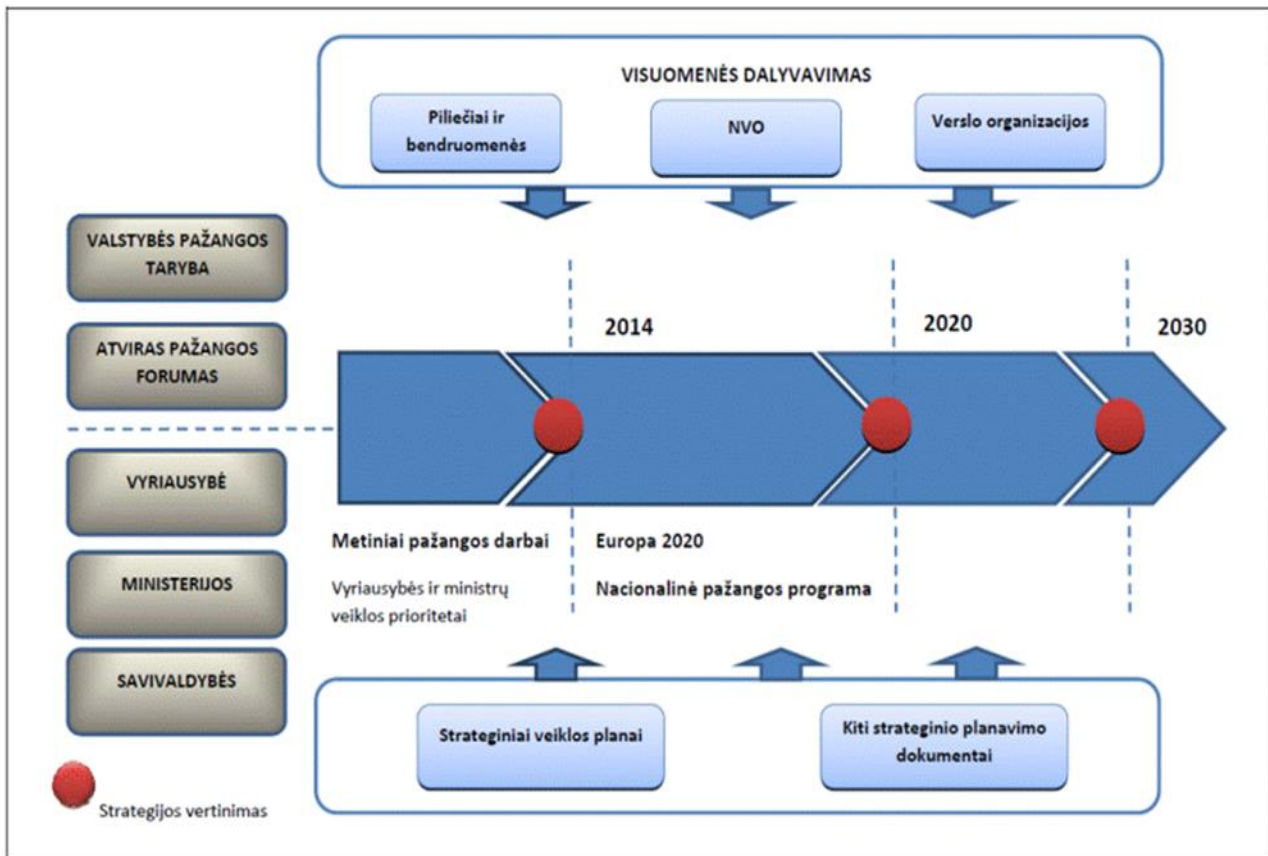 VISUOMENĖS DALYVAVIMAS
Piliečiai ir
bendruomenės
NVO
Verslo organizacijos
VALSTYBĖS PAŽANGOS
TARYBA
ATVIRAS PAŽANGOS
FORUMAS
VYRIAUSYBĖ
MINISTERIJOS
SAVIVALDYBĖS
2014
2020
2030
Metiniai pažangos darbai
Vyriausybės ir ministrų
veiklos prioritetai
Europa 2020
Nacionalinė pažangos programa
Strateginiai veiklos planai
Kiti strateginio planavimo
dokumentai
Strategijos vertinimas